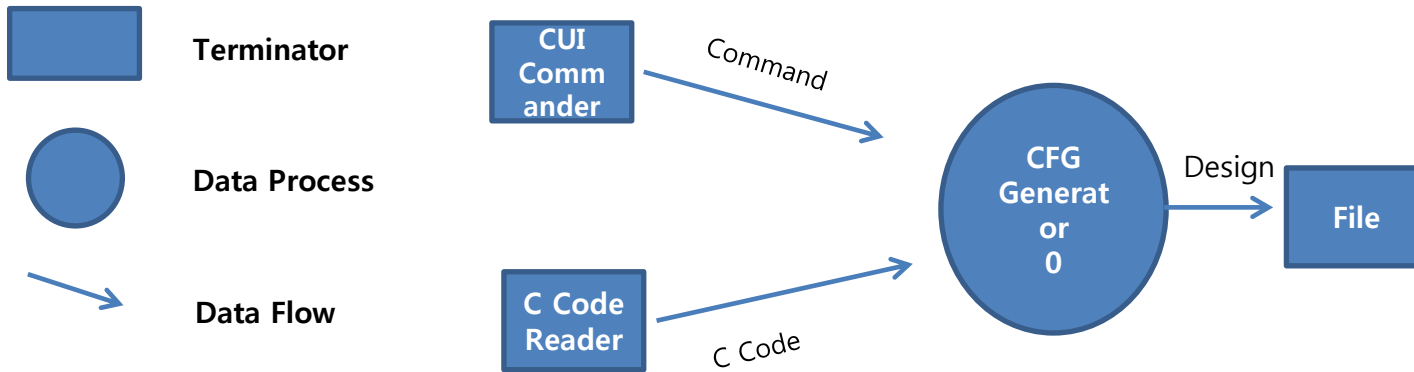 Terminator
Data Process
Data Flow
CUI
Comm
ander
Command
C Code
Reader
C Code
CFG
Generat
or
0
Design
File